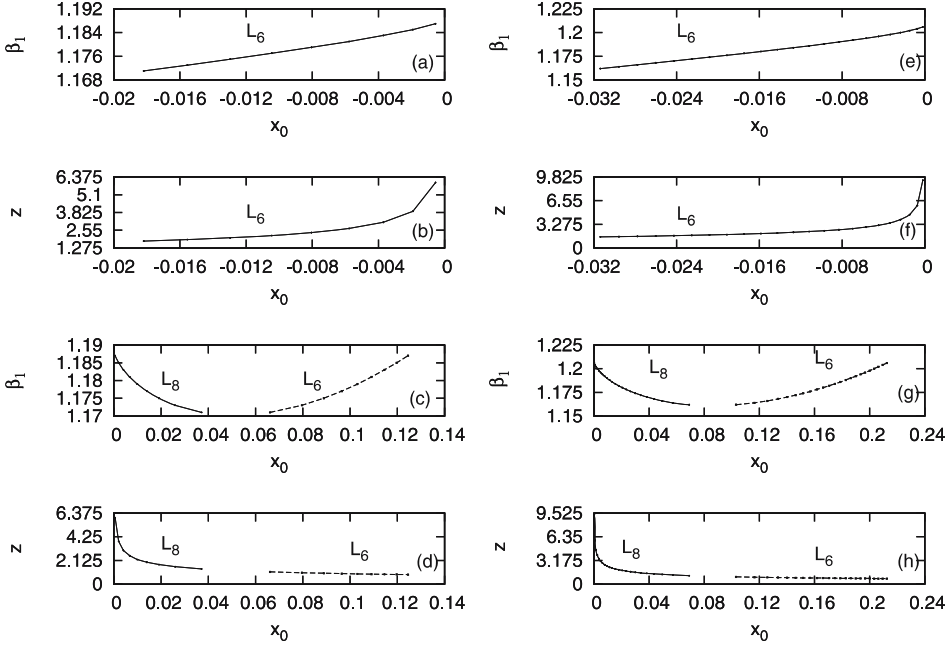 1.192
1.184
1.176
1.168
β1
L6
(a)
-0.02 -0.016 -0.012 -0.008 -0.004 0
x0
1.225
1.2
1.175
1.15
β1
L6
(e)
-0.032 -0.024 -0.016 -0.008 0
x0
6.375
5.1
3.825
2.55
1.275
z
L6
(b)
-0.02 -0.016 -0.012 -0.008 -0.004 0
x0
9.825
6.55
3.275
0
z
L6
(f)
-0.032 -0.024 -0.016 -0.008 0
x0
1.19
1.185
1.18
1.175
1.17
β1
L8
L6
(c)
0 0.02 0.04 0.06 0.08 0.1 0.12 0.14
x0
1.225
1.2
1.175
1.15
β1
L8
L6
(g)
0 0.04 0.08 0.12 0.16 0.2 0.24
x0
6.375
4.25
2.125
0
z
L8
L6
(d)
0 0.02 0.04 0.06 0.08 0.1 0.12 0.14
x0
9.525
6.35
3.175
0
z
L8
L6
(h)
0 0.04 0.08 0.12 0.16 0.2 0.24
x0